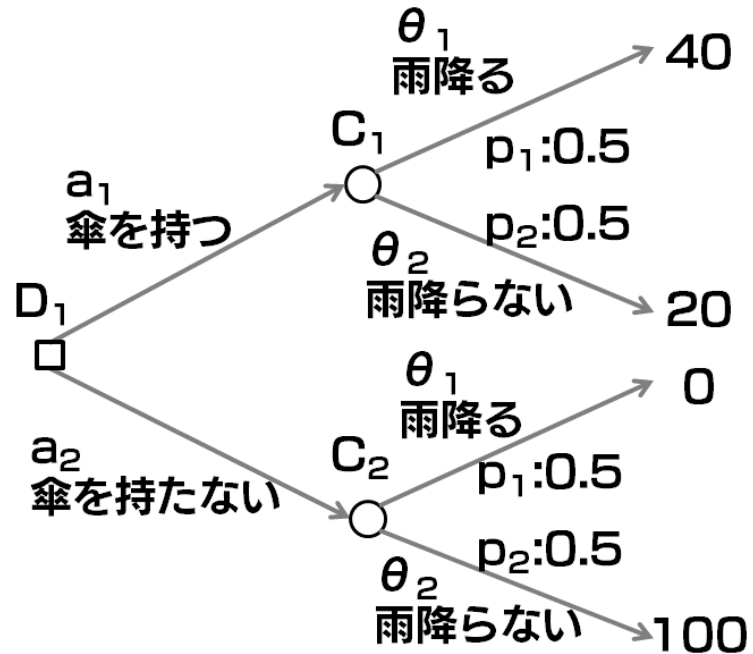 θ₁
雨降る
40
C₁
p₁:0.5
a₁
傘を持つ
p₂:0.5
θ₂
雨降らない
20
D₁
θ₁
雨降る
0
a₂
傘を持たない
C₂
p₁:0.5
p₂:0.5
θ₂
雨降らない
100